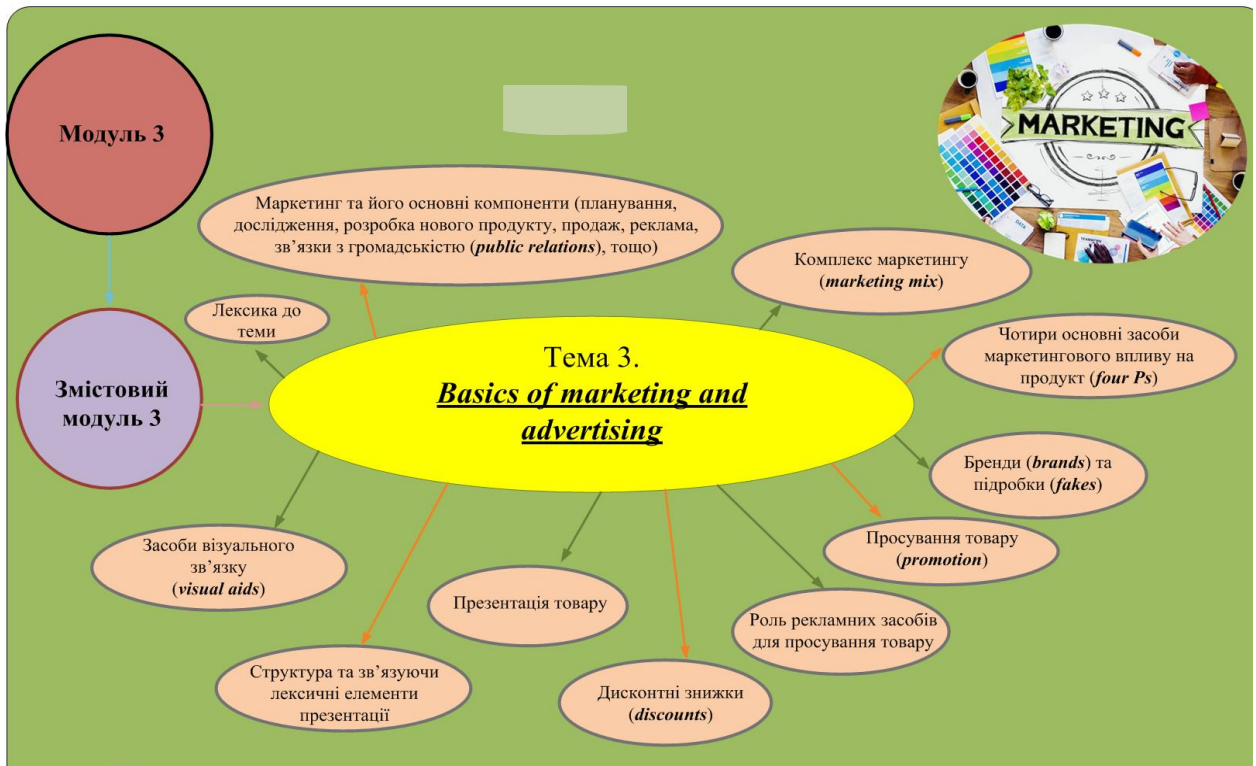 Модуль 3
MARKETING
Маркетинг та його основні компоненти (планування,
дослідження, розробка нового продукту, продаж, реклама,
зв’язки з громадськістю (public relations), тощо)
Комплекс маркетингу
(marketing mix)
Лексика до
теми
Чотири основні засоби
маркетингового впливу на
продукт (four Ps)
Змістовий
модуль 3
Тема 3.
Basics of marketing and
advertising
Бренди (brands) та
підробки (fakes)
Просування товару
(promotion)
Засоби візуального
зв’язку
(visual aids)
Презентація товару
Роль рекламних засобів
для просування товару
Структура та зв’язуючи
лексичні елементи
презентації
Дисконтні знижки
(discounts)